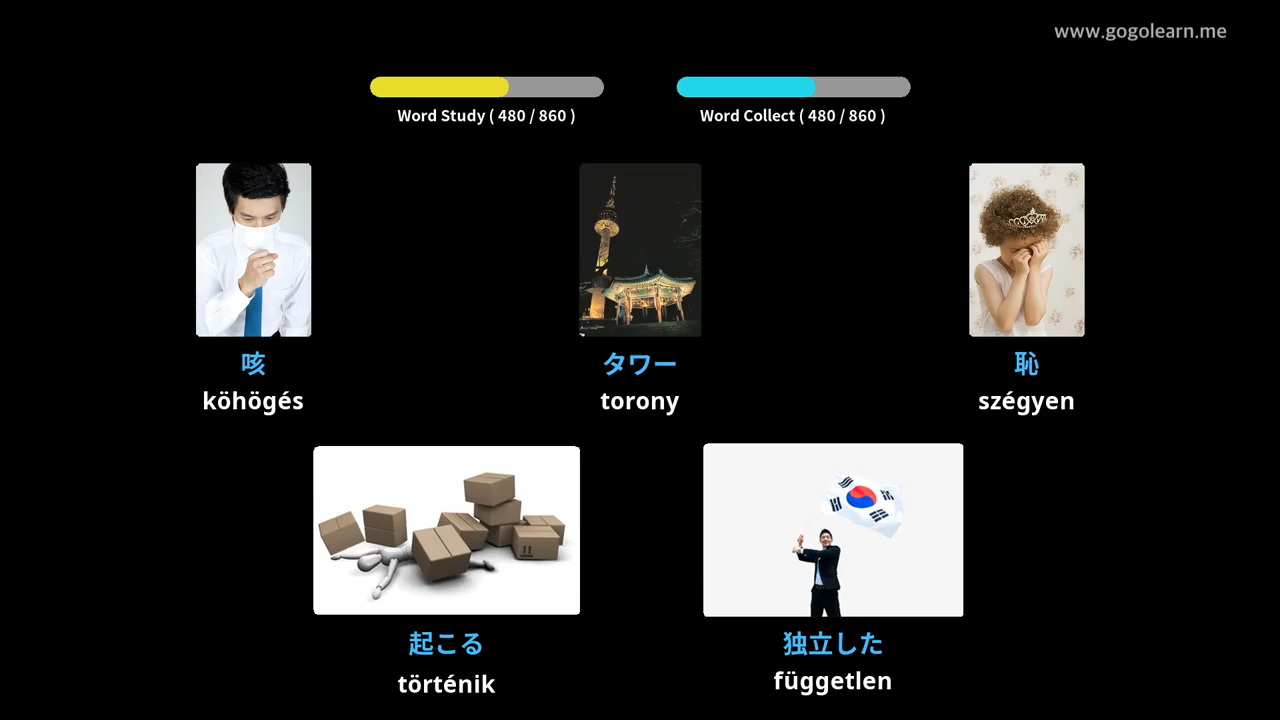 www.gogolearn.me
Word Study ( 480 / 860 )
Word Collect ( 480 / 860 )
咳
köhögés
タワー
torony
恥
szégyen
起こる
történik
独立した
független